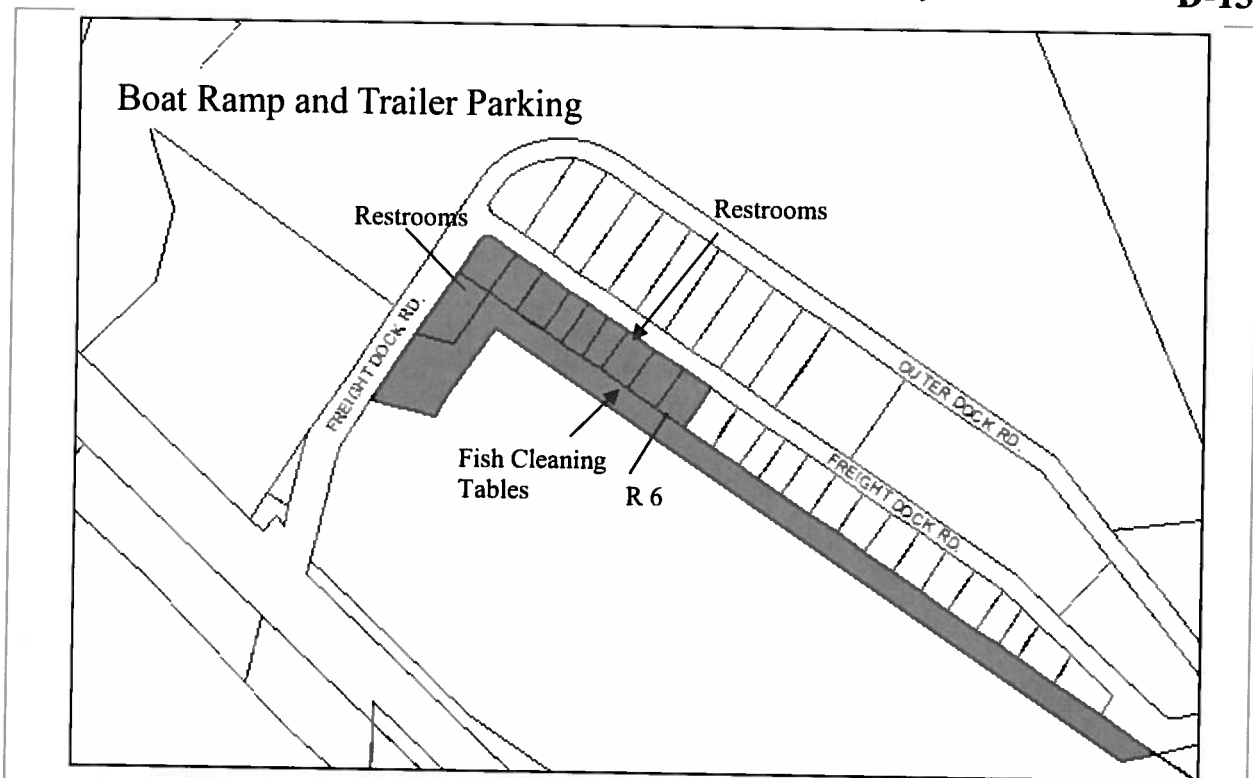 D-13
Boat Ramp and Trailer Parking
Restrooms
Restrooms
FREIGHT DOCK RD.
OUTER DOCK RD.
FREIGHT DOCK RD.
Fish Cleaning
Tables
R 6